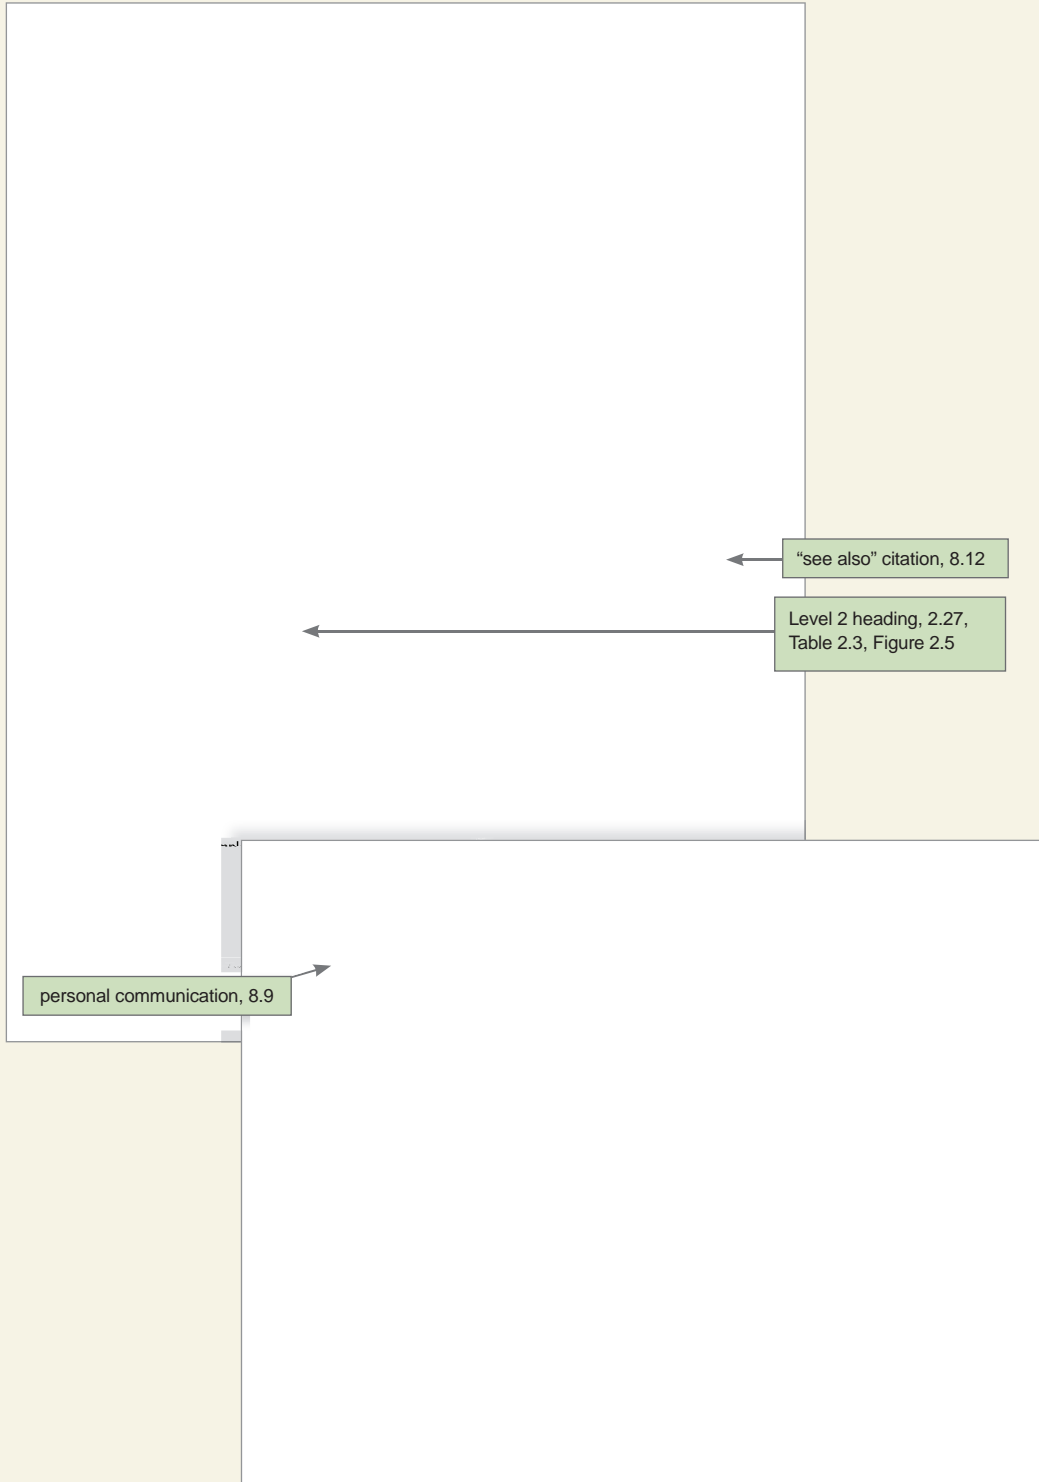 “see also” citation, 8.12
Level 2 heading, 2.27,
Table 2.3, Figure 2.5
personal communication, 8.9